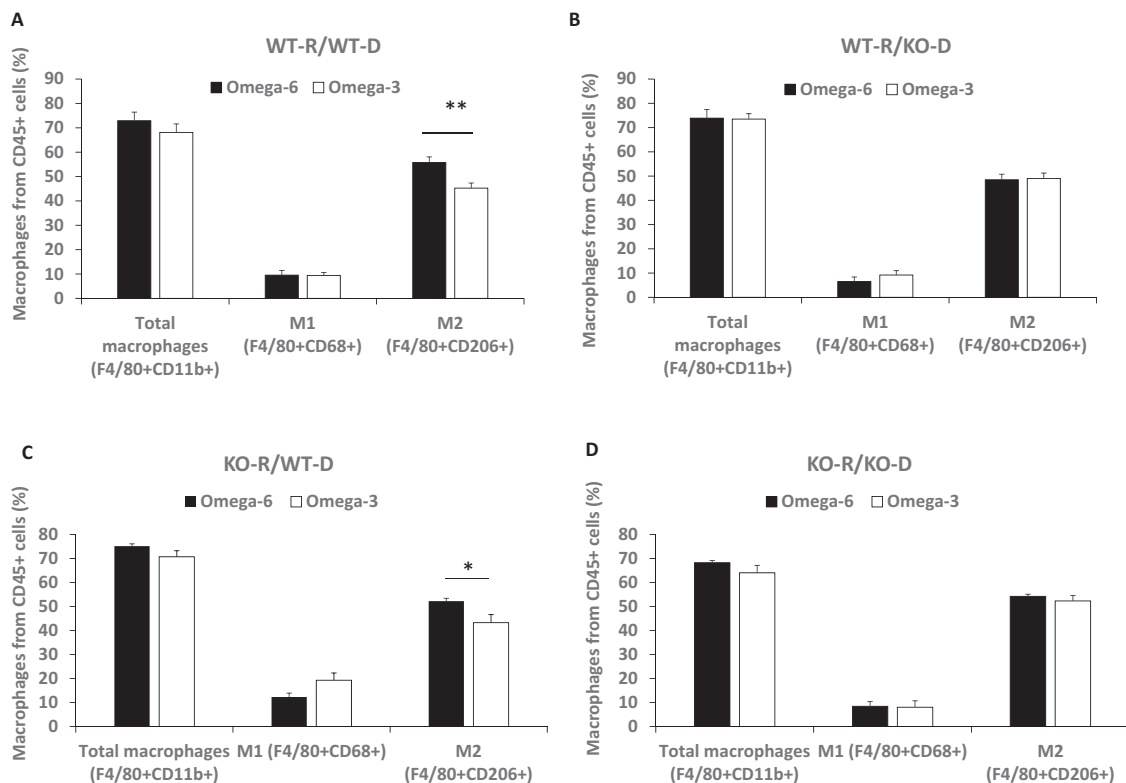 A
WT-R/WT-D
Omega-6 Omega-3
Macrophages from CD45+ cells (%)
90
80
70
60
50
40
30
20
10
0
**
Total
macrophages
(F4/80+CD11b+)
M1
(F4/80+CD68+)
M2
(F4/80+CD206+)
B
WT-R/KO-D
Omega-6 Omega-3
Macrophages from CD45+ cells (%)
90
80
70
60
50
40
30
20
10
0
Total
macrophages
(F4/80+CD11b+)
M1
(F4/80+CD68+)
M2
(F4/80+CD206+)
C
KO-R/WT-D
Omega-6 Omega-3
Macrophages from CD45+ cells (%)
80
70
60
50
40
30
20
10
0
*
Total macrophages
(F4/80+CD11b+)
M1 (F4/80+CD68+)
M2
(F4/80+CD206+)
D
KO-R/KO-D
Omega-6 Omega-3
Macrophages from CD45+ cells (%)
80
70
60
50
40
30
20
10
0
Total macrophages
(F4/80+CD11b+)
M1 (F4/80+CD68+)
M2
(F4/80+CD206+)